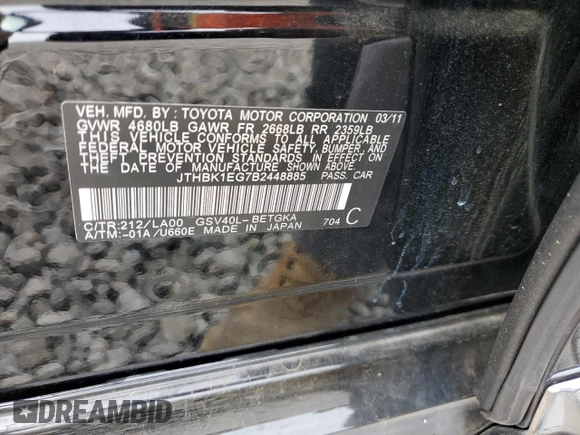 VEH. MFD. BY : TOYOTA MOTOR CORPORATION 03/11
GVWR 4680LB GAWR FR 2668LB RR 2359LB
THIS VEHICLE CONFORMS TO ALL APPLICABLE
FEDERAL MOTOR VEHICLE SAFETY, BUMPER, AND
THEFT PREVENTION STANDARDS IN EFFECT ON
THE DATE OF MANUFACTURE SHOWN ABOVE.
JTHBK1EG7B2448885 PASS. CAR
C/TR:212/LA00 GSV40L-BETGKA
A/TM:-01A/U660E MADE IN JAPAN 704 C
DREAMBID